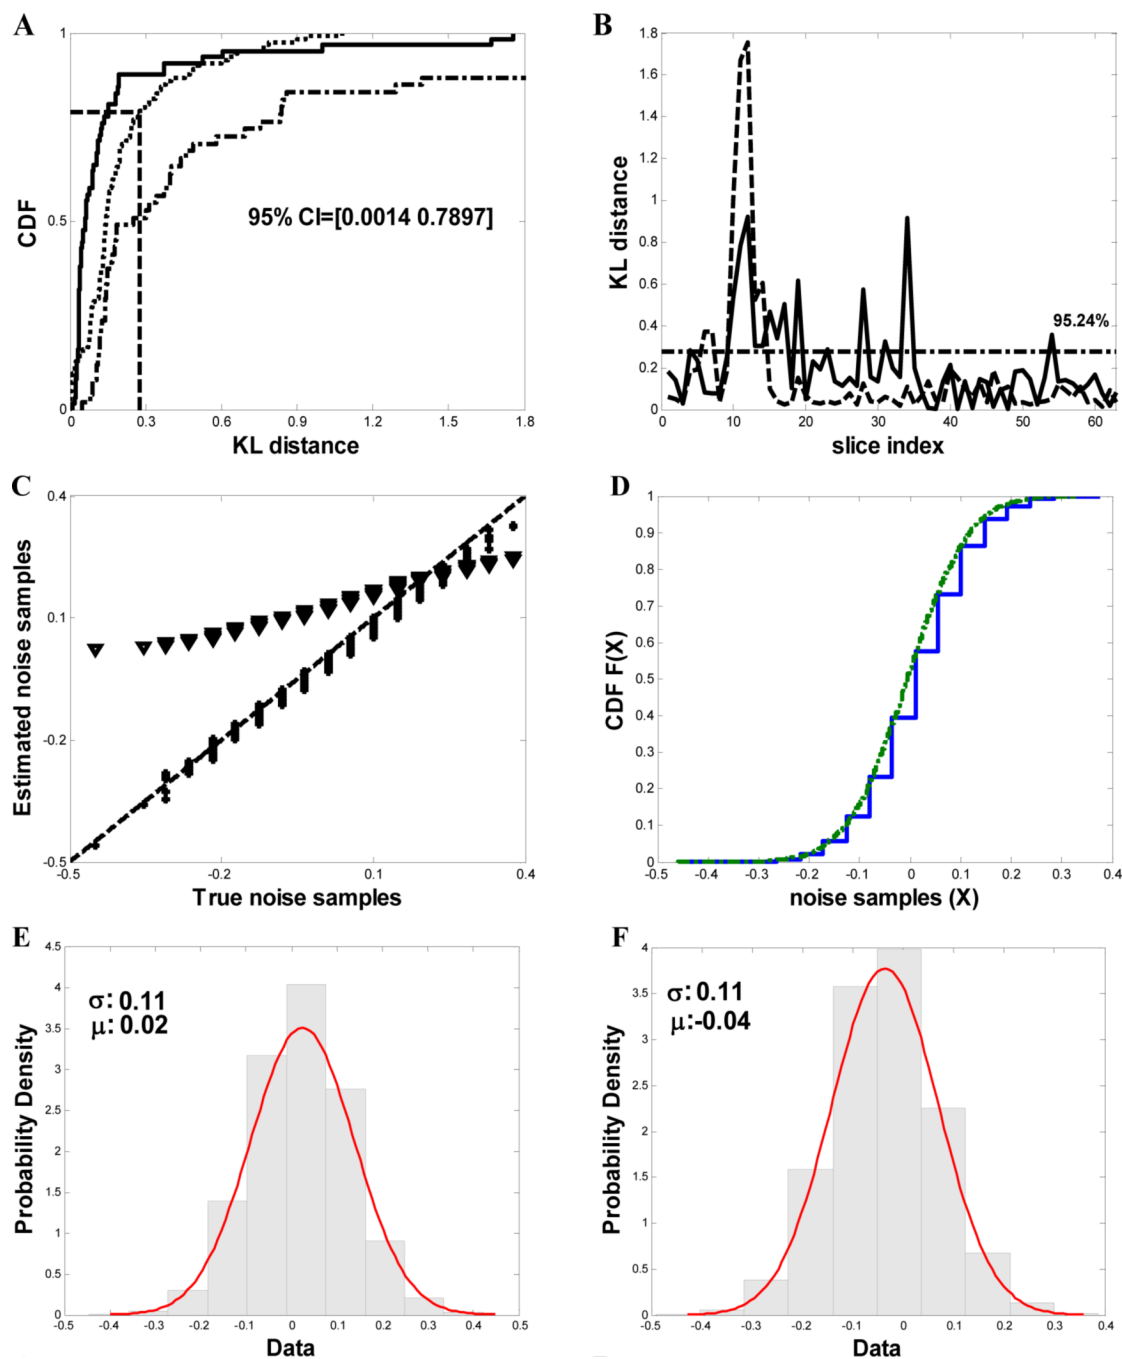 A
CDF
1
0.5
0
95% CI=[0.0014 0.7897]
0 0.3 0.6 0.9 1.2 1.5 1.8
KL distance
B
KL distance
1.8
1.6
1.4
1.2
1
0.8
0.6
0.4
0.2
0
95.24%
0 10 20 30 40 50 60
slice index
C
Estimated noise samples
0.4
0.1
-0.2
-0.5
-0.5 -0.2 0.1 0.4
True noise samples
D
CDF F(X)
1
0.9
0.8
0.7
0.6
0.5
0.4
0.3
0.2
0.1
0
-0.5 -0.4 -0.3 -0.2 -0.1 0 0.1 0.2 0.3 0.4
noise samples (X)
E
Probability Density
4.5
4
3.5
3
2.5
2
1.5
1
0.5
0
σ: 0.11
μ: 0.02
-0.5 -0.4 -0.3 -0.2 -0.1 0 0.1 0.2 0.3 0.4 0.5
Data
F
Probability Density
4
3.5
3
2.5
2
1.5
1
0.5
0
σ: 0.11
μ:-0.04
-0.5 -0.4 -0.3 -0.2 -0.1 0 0.1 0.2 0.3 0.4
Data